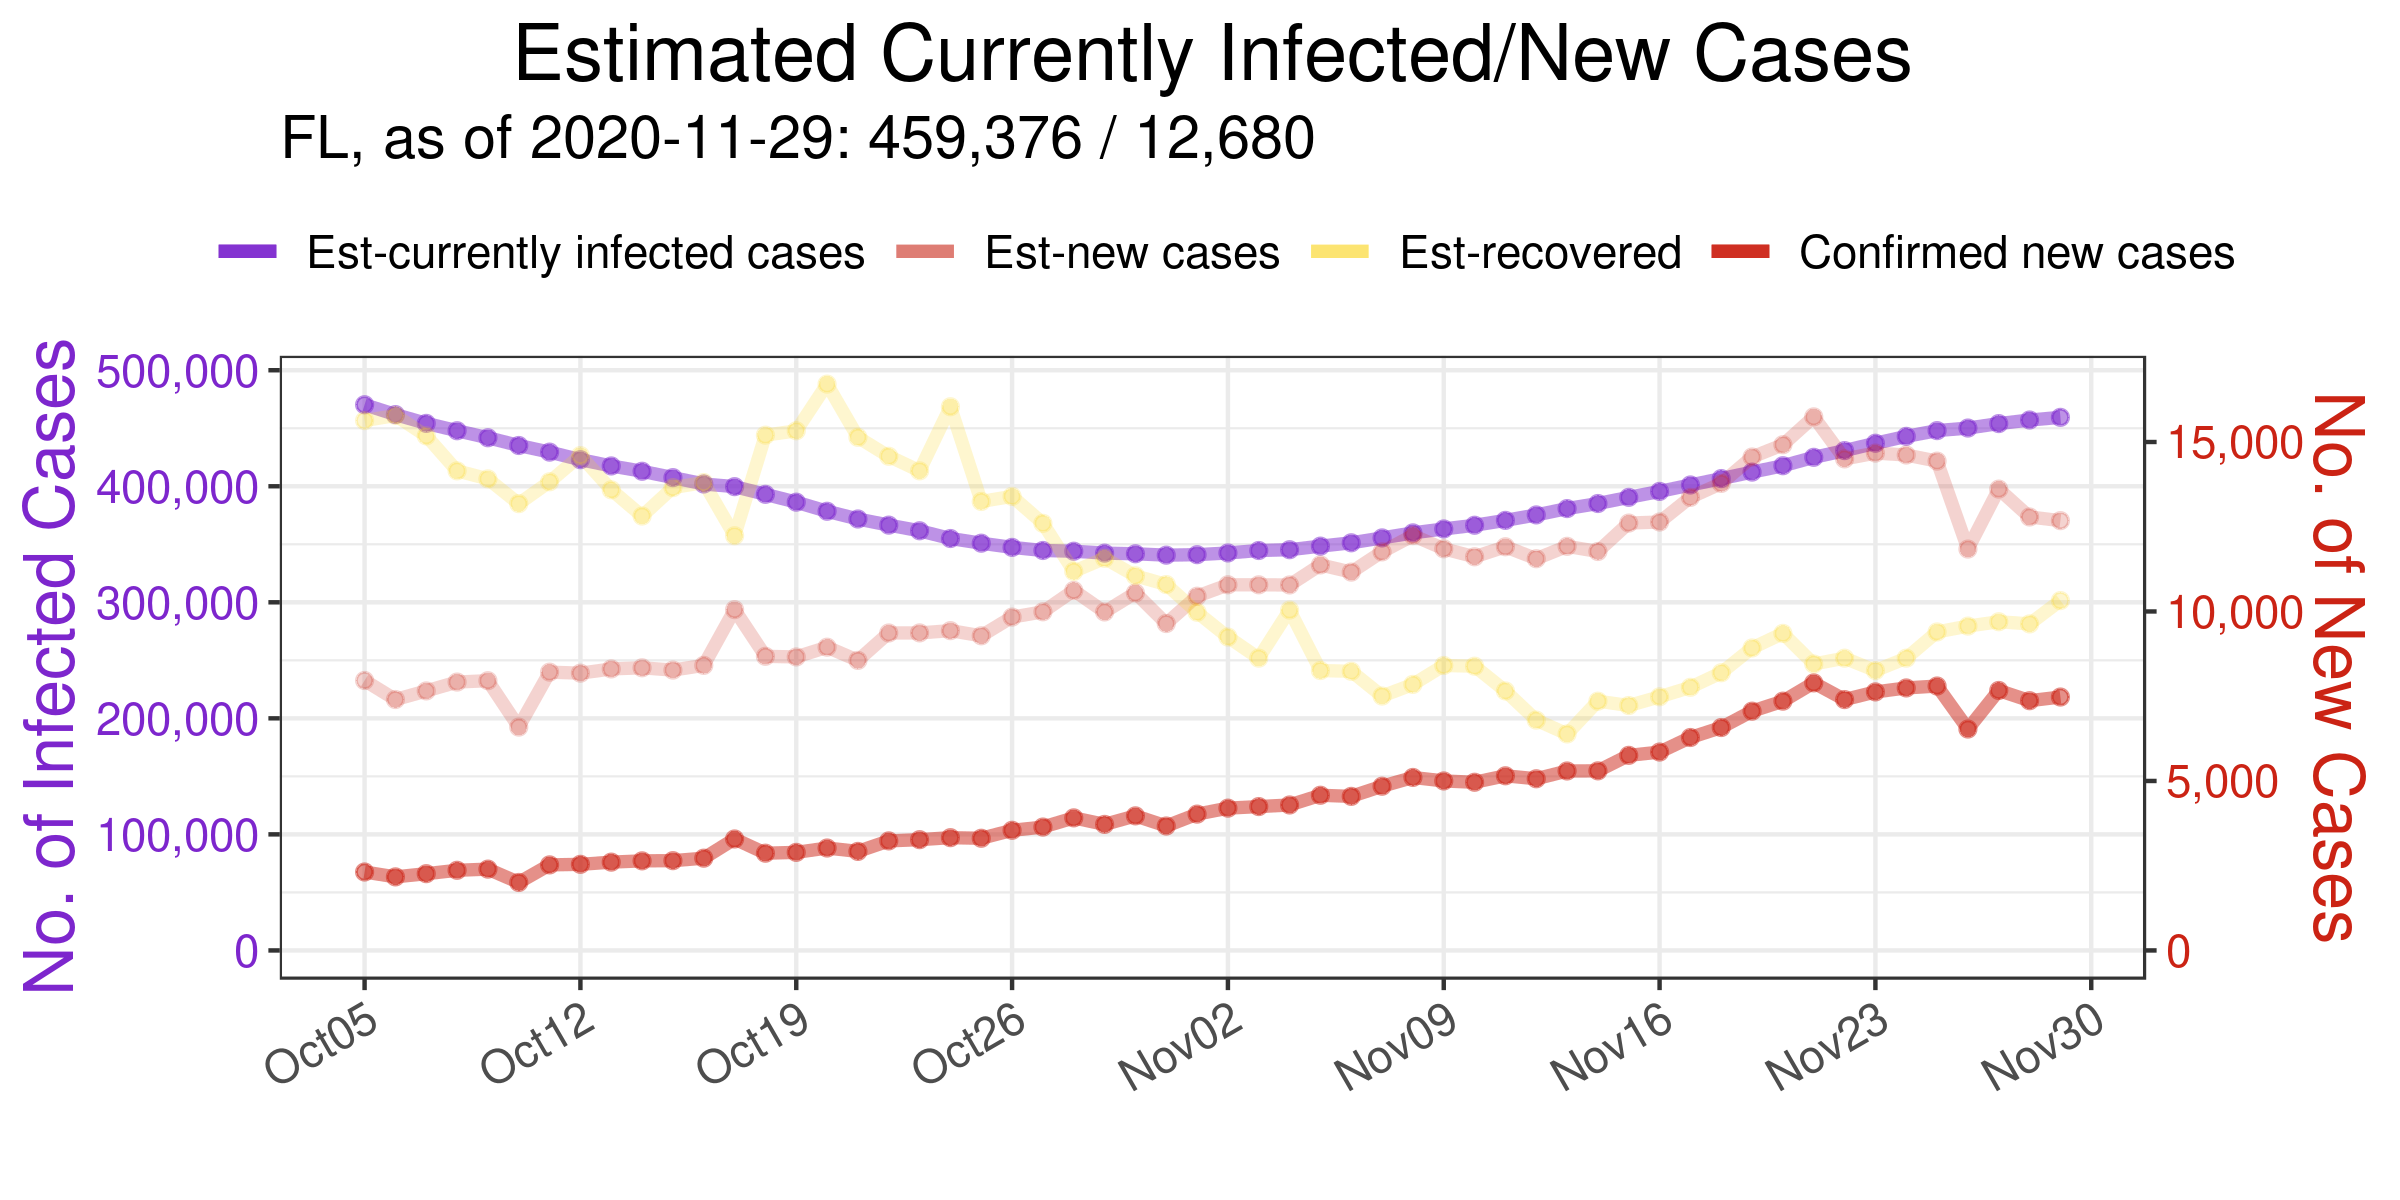 Estimated Currently Infected/New Cases
FL, as of 2020-11-29: 459,376 / 12,680
Est-currently infected cases
Est-new cases
Est-recovered
Confirmed new cases
No. of Infected Cases
500,000
400,000
300,000
200,000
100,000
0
15,000
10,000
5,000
0
No. of New Cases
Oct05
Oct12
Oct19
Oct26
Nov02
Nov09
Nov16
Nov23
Nov30